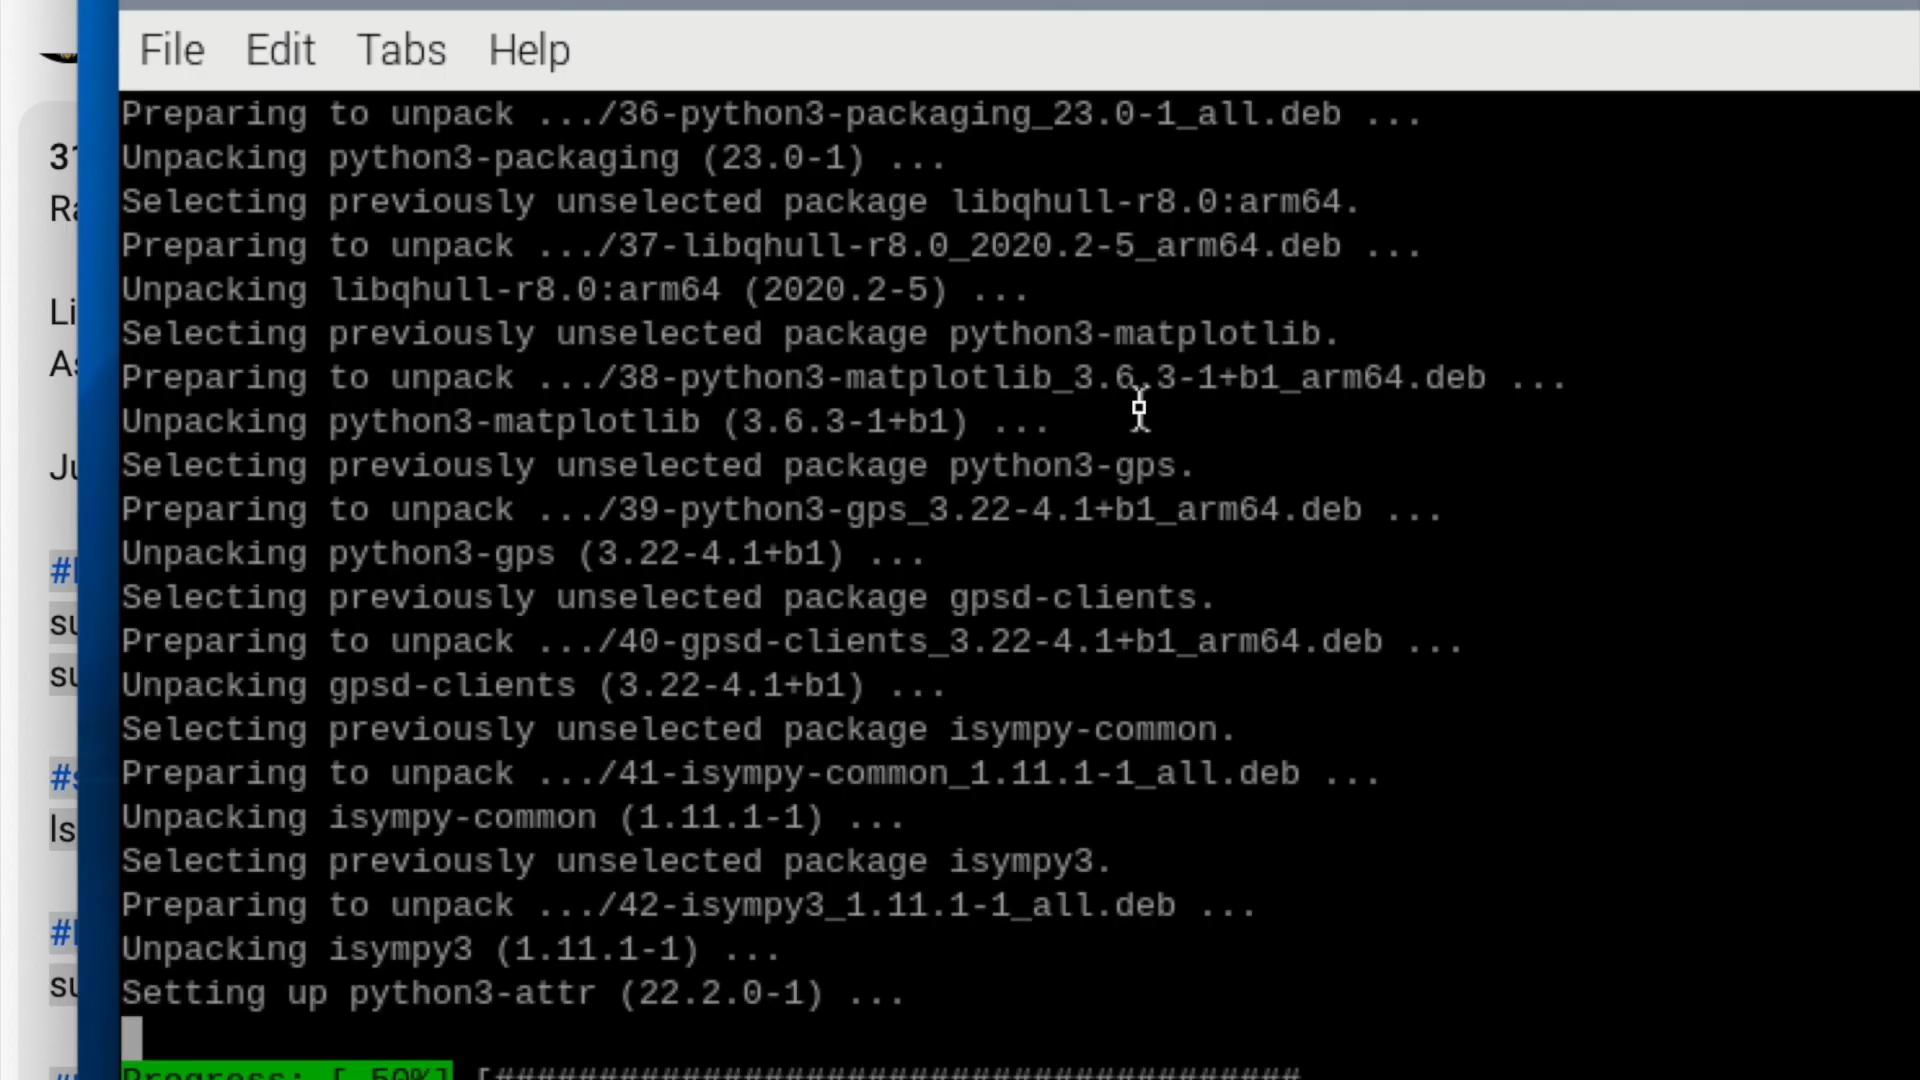 File Edit Tabs Help
Preparing to unpack .../36-python3-packaging_23.0-1_all.deb ...
Unpacking python3-packaging (23.0-1) ...
Selecting previously unselected package libqhull-r8.0:arm64.
Preparing to unpack .../37-libqhull-r8.0_2020.2-5_arm64.deb ...
Unpacking libqhull-r8.0:arm64 (2020.2-5) ...
Selecting previously unselected package python3-matplotlib.
Preparing to unpack .../38-python3-matplotlib_3.6.3-1+b1_arm64.deb ...
Unpacking python3-matplotlib (3.6.3-1+b1) ...
Selecting previously unselected package python3-gps.
Preparing to unpack .../39-python3-gps_3.22-4.1+b1_arm64.deb ...
Unpacking python3-gps (3.22-4.1+b1) ...
Selecting previously unselected package gpsd-clients.
Preparing to unpack .../40-gpsd-clients_3.22-4.1+b1_arm64.deb ...
Unpacking gpsd-clients (3.22-4.1+b1) ...
Selecting previously unselected package isympy-common.
Preparing to unpack .../41-isympy-common_1.11.1-1_all.deb ...
Unpacking isympy-common (1.11.1-1) ...
Selecting previously unselected package isympy3.
Preparing to unpack .../42-isympy3_1.11.1-1_all.deb ...
Unpacking isympy3 (1.11.1-1) ...
Setting up python3-attr (22.2.0-1) ...
Progress: [ 50%] [#######################################